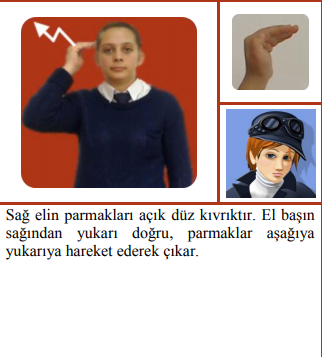 Sağ elin parmakları açık düz kıvrıktır. El başın
sağından yukarı doğru, parmaklar aşağıya
yukarıya hareket ederek çıkar.